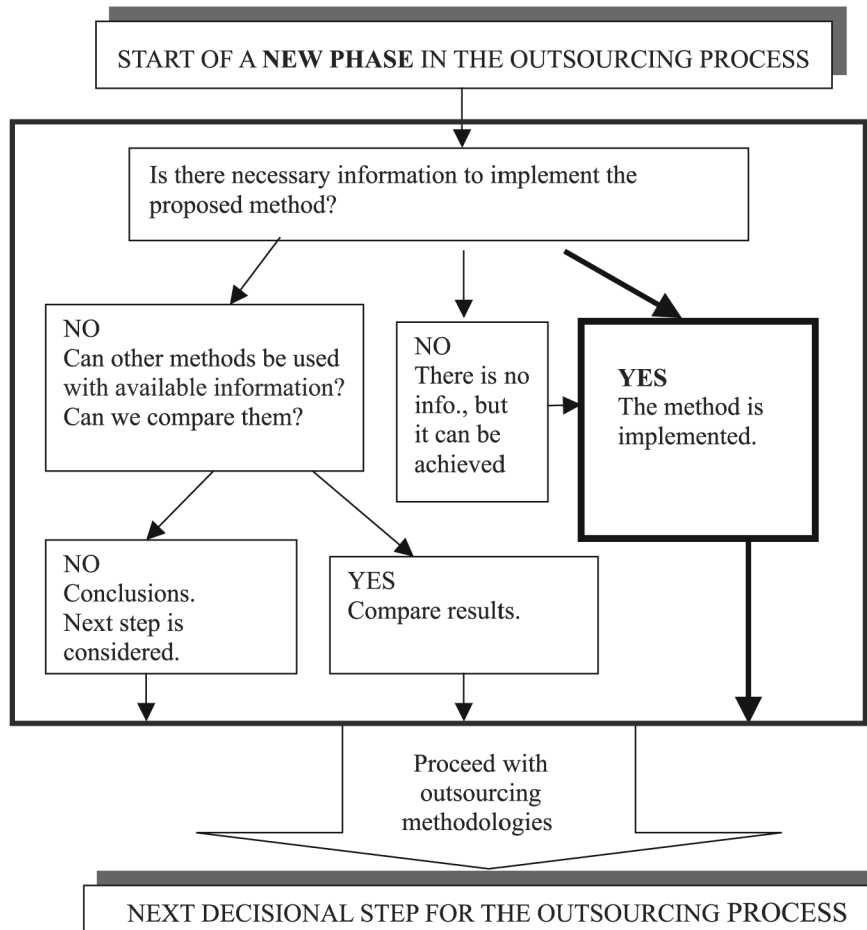 START OF A NEW PHASE IN THE OUTSOURCING PROCESS
Is there necessary information to implement the
proposed method?
NO
Can other methods be used
with available information?
Can we compare them?
NO
There is no
info., but
it can be
achieved
YES
The method is
implemented.
NO
Conclusions.
Next step is
considered.
YES
Compare results.
Proceed with
outsourcing
methodologies
NEXT DECISIONAL STEP FOR THE OUTSOURCING PROCESS